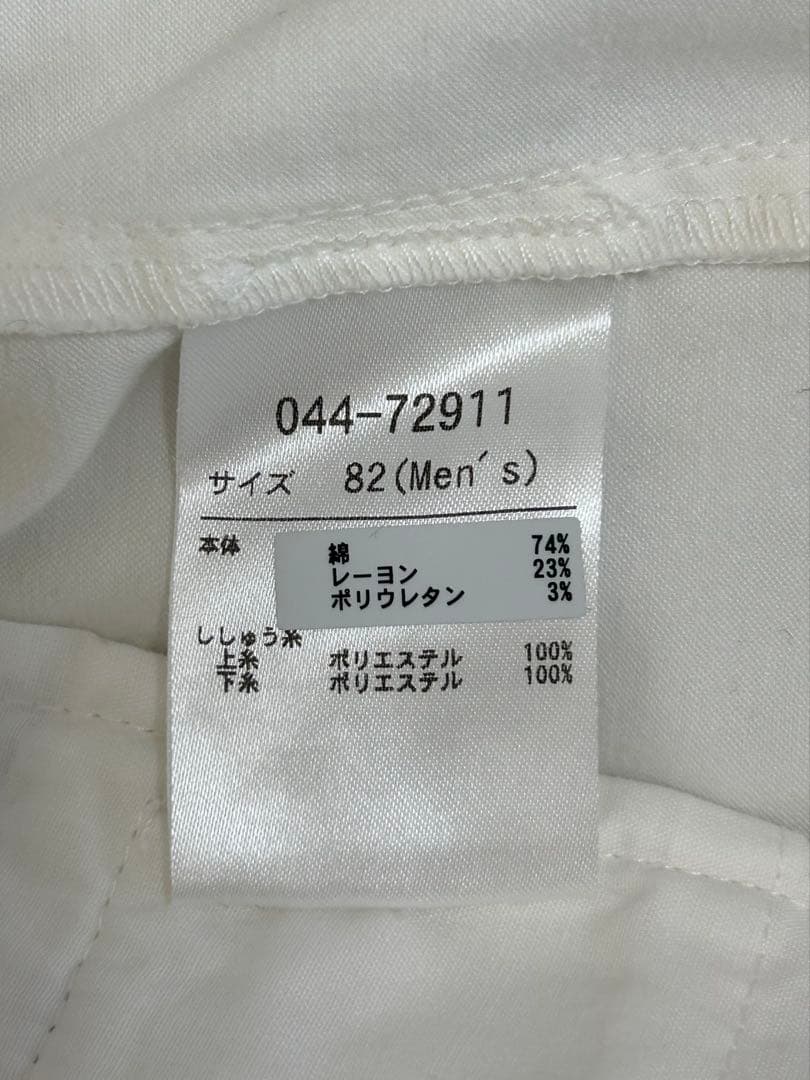 044-72911
サイズ 82(Men's)
本体 綿 74%
レーヨン 23%
ポリウレタン 3%
ししゅう糸
上糸 ポリエステル 100%
下糸 ポリエステル 100%